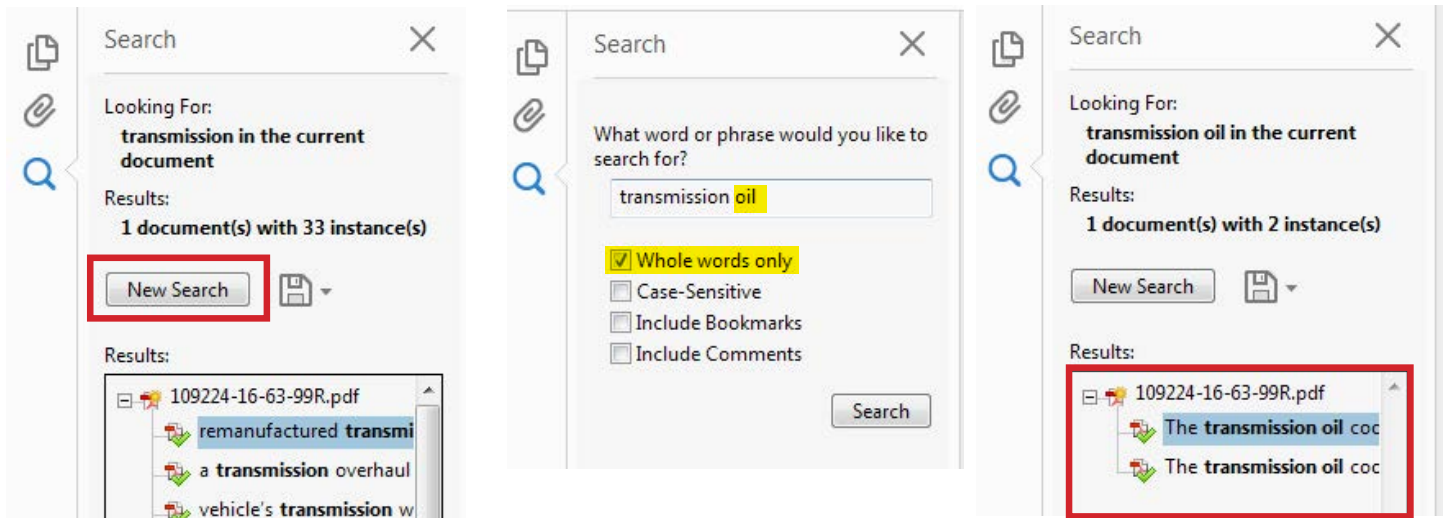 Search
Looking For:
transmission in the current
document
Results:
1 document(s) with 33 instance(s)
New Search
Results:
109224-16-63-99R.pdf
remanufactured transmi
a transmission overhaul
vehicle's transmission w
Search
What word or phrase would you like to
search for?
transmission oil
Whole words only
Case-Sensitive
Include Bookmarks
Include Comments
Search
Search
Looking For:
transmission oil in the current
document
Results:
1 document(s) with 2 instance(s)
New Search
Results:
109224-16-63-99R.pdf
The transmission oil coc
The transmission oil coc